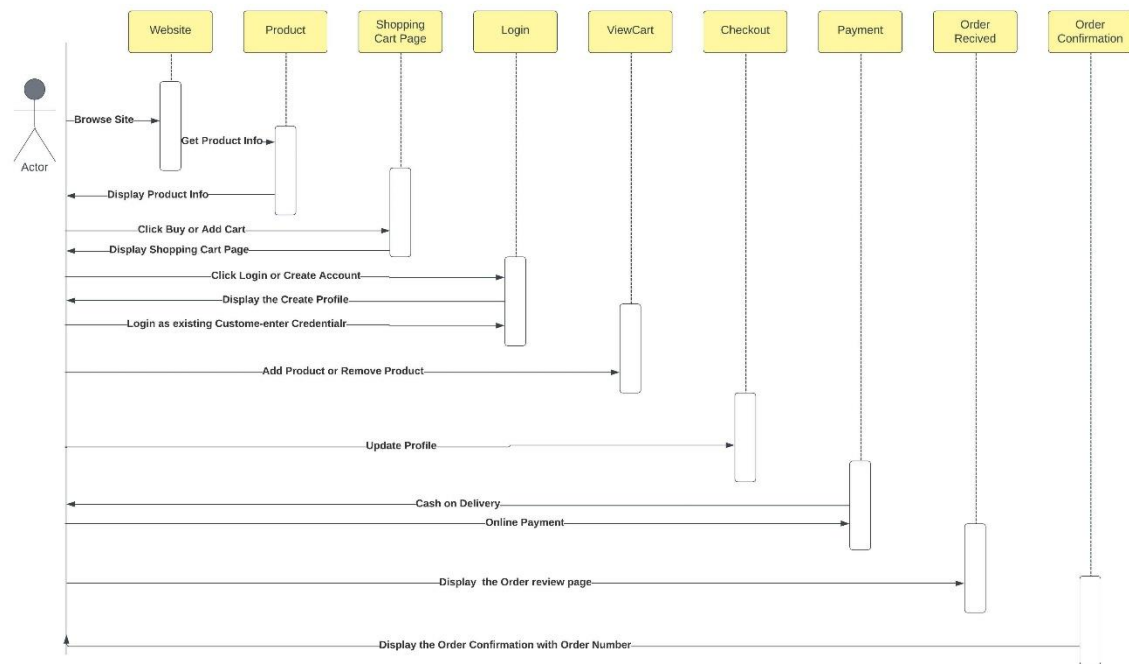 Website
Product
Shopping
Cart Page
Login
ViewCart
Checkout
Payment
Order
Recived
Order
Confirmation
Actor
Browse Site
Get Product Info
Display Product Info
Click Buy or Add Cart
Display Shopping Cart Page
Click Login or Create Account
Display the Create Profile
Login as existing Custome-enter Credentialr
Add Product or Remove Product
Update Profile
Cash on Delivery
Online Payment
Display the Order review page
Display the Order Confirmation with Order Number